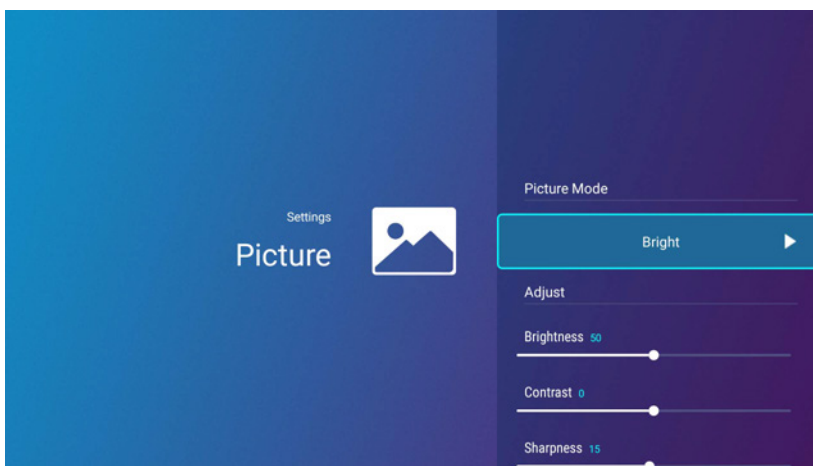 Settings
Picture
Picture Mode
Bright
Adjust
Brightness 50
Contrast 0
Sharpness 15